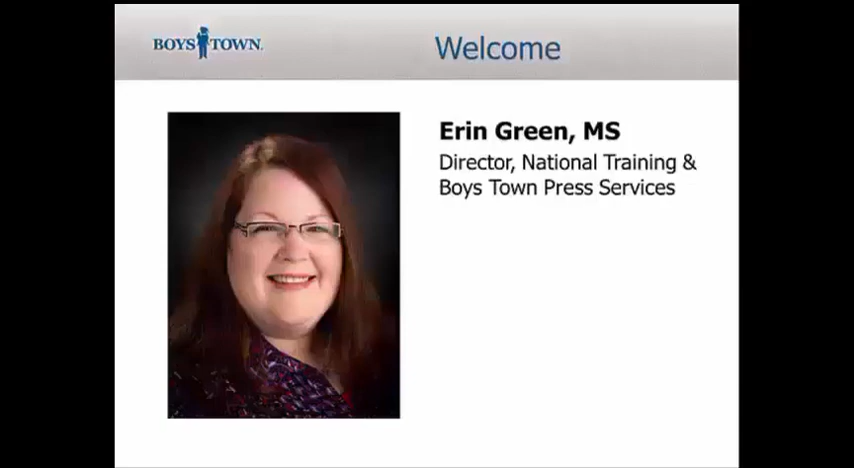 BOYS TOWN.
Welcome
Erin Green, MS
Director, National Training &
Boys Town Press Services